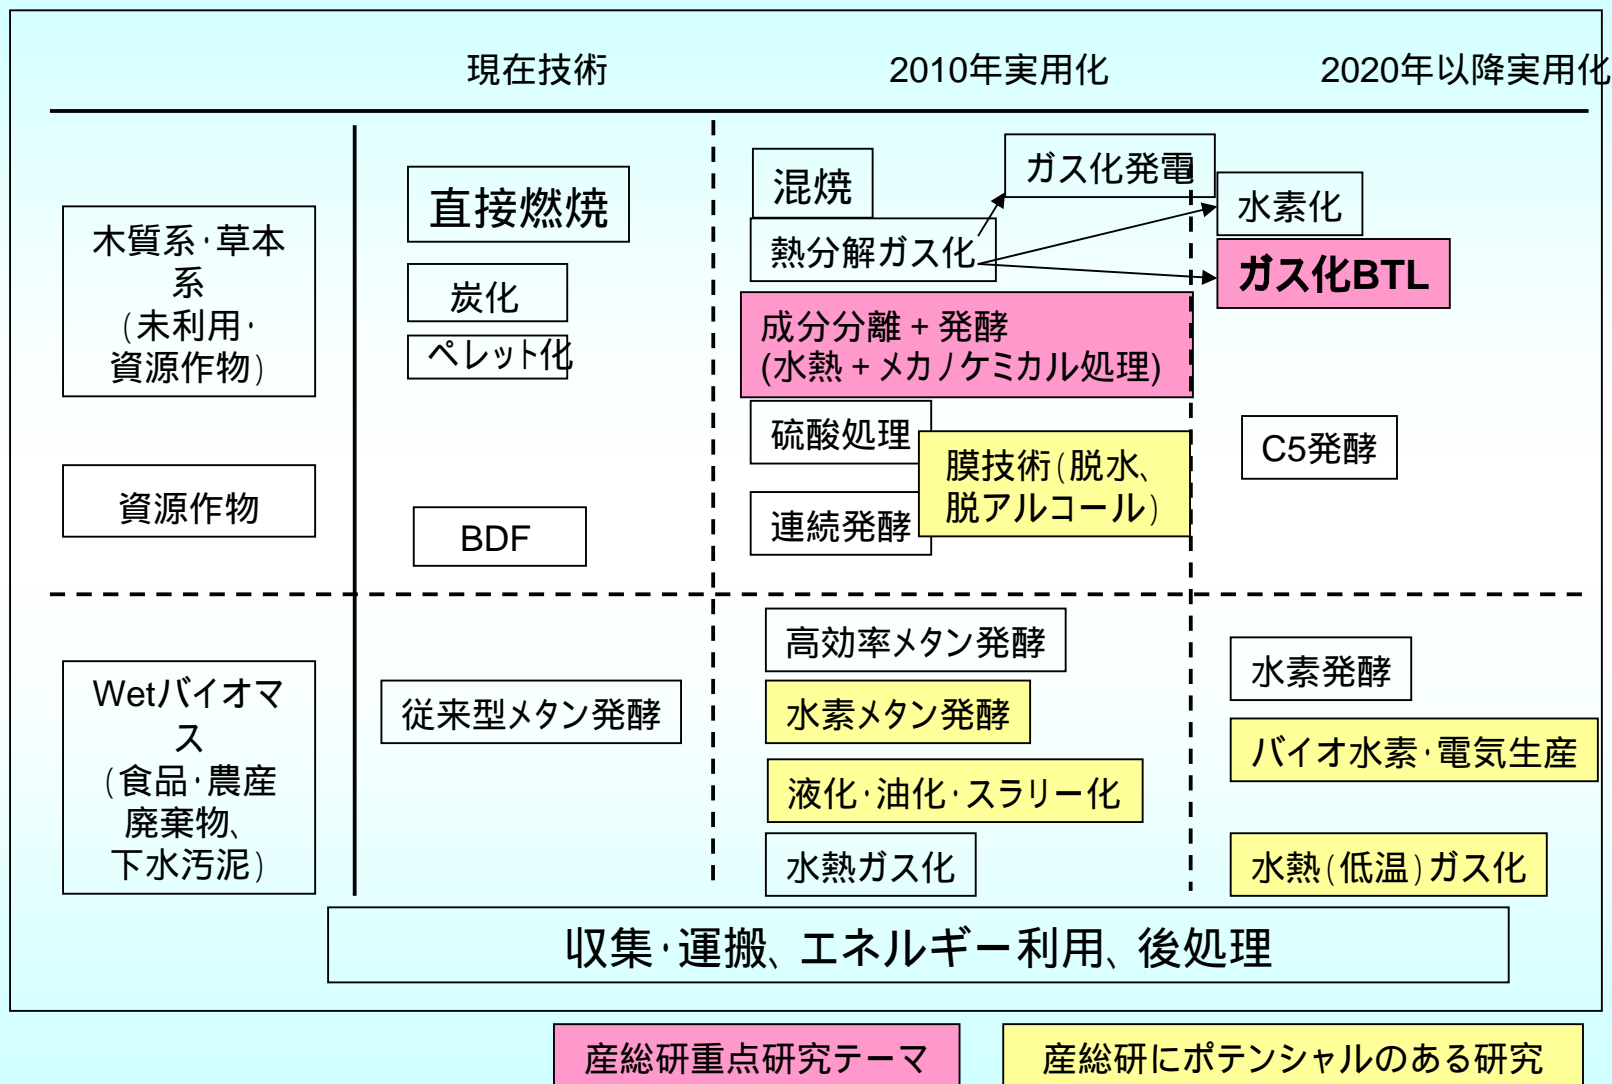 現在技術
2010年実用化
2020年以降実用化
木質系・草本
系
(未利用・
資源作物)
直接燃焼
炭化
ペレット化
混焼
熱分解ガス化
ガス化発電
水素化
ガス化BTL
成分分離+発酵
(水熱+メカノケミカル処理)
硫酸処理
膜技術(脱水、
脱アルコール)
C5発酵
資源作物
BDF
連続発酵
Wetバイオマ
ス
(食品・農産
廃棄物、
下水汚泥)
従来型メタン発酵
高効率メタン発酵
水素メタン発酵
液化・油化・スラリー化
水熱ガス化
水素発酵
バイオ水素・電気生産
水熱(低温)ガス化
収集・運搬、エネルギー利用、後処理
産総研重点研究テーマ
産総研にポテンシャルのある研究